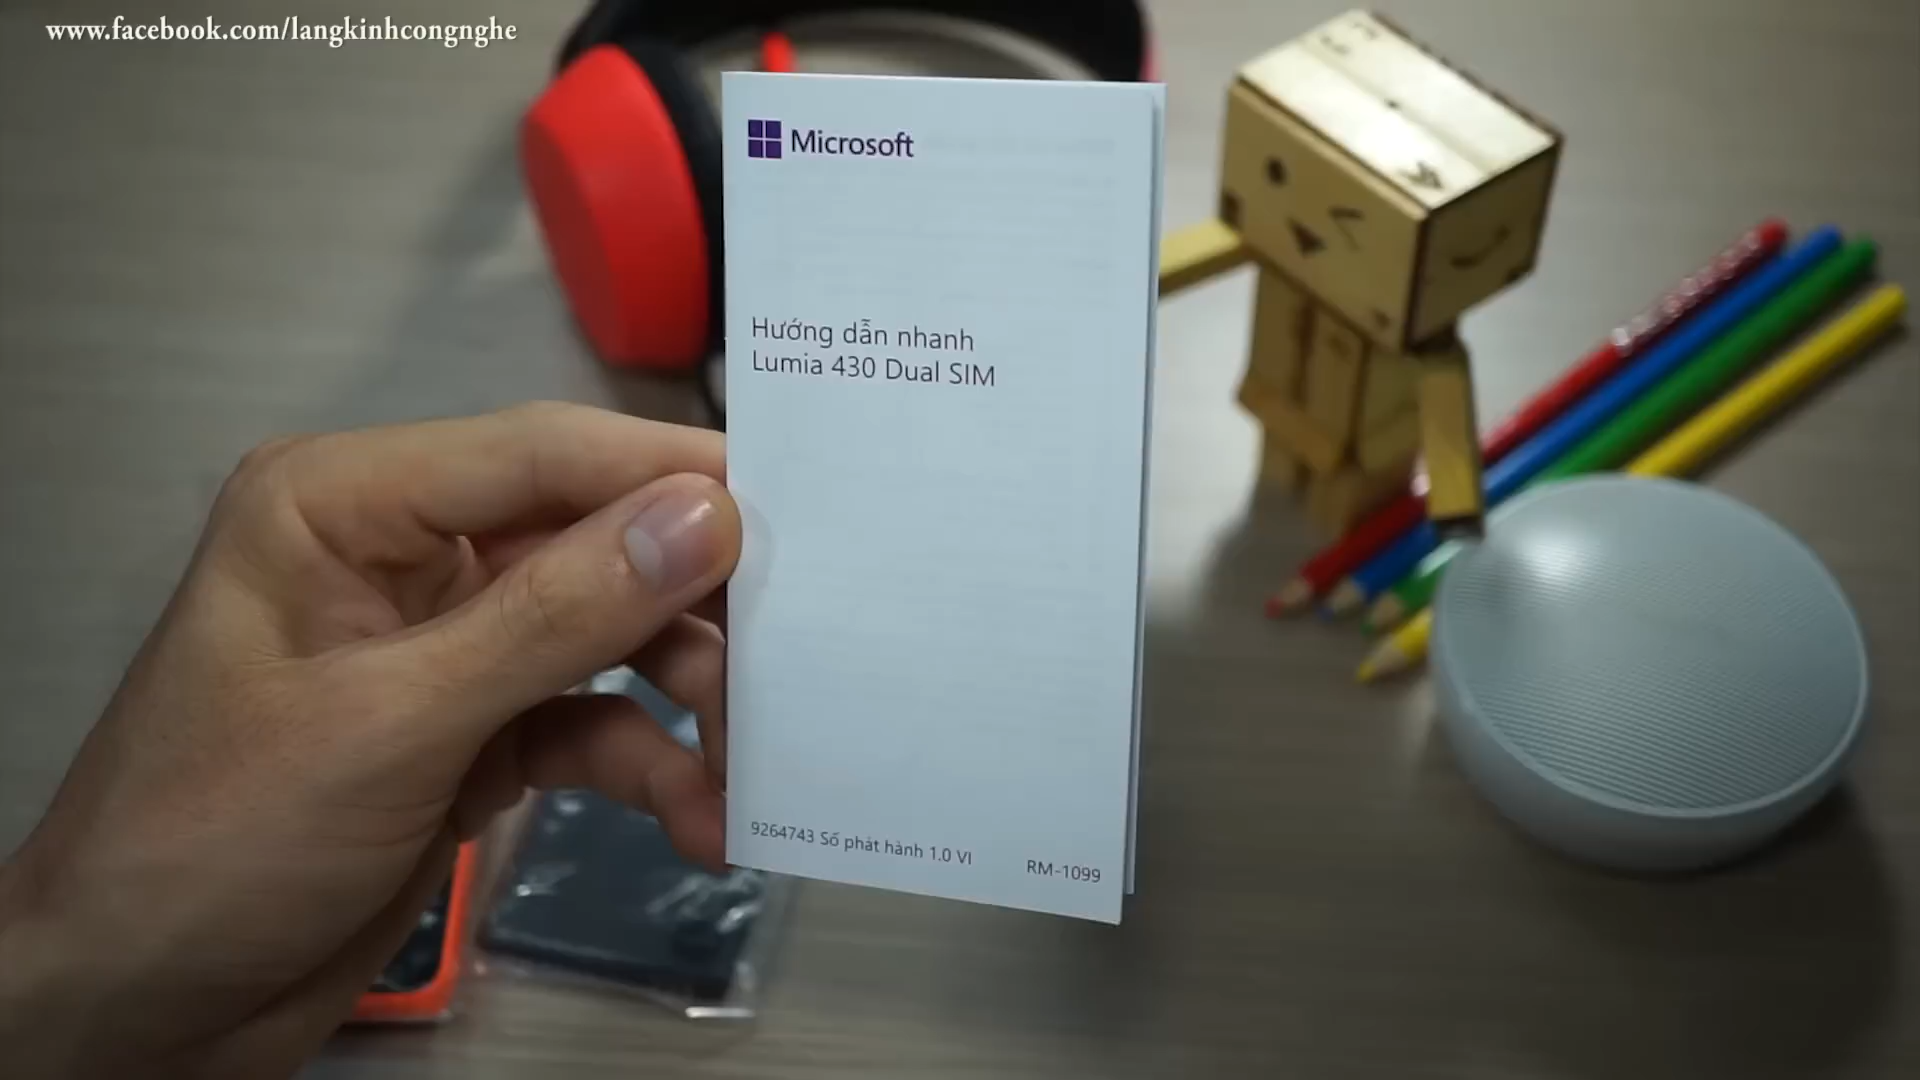 www.facebook.com/langkinhcongnghe
Microsoft
Hướng dẫn nhanh
Lumia 430 Dual SIM
9264743 Số phát hành 1.0 VI
RM-1099